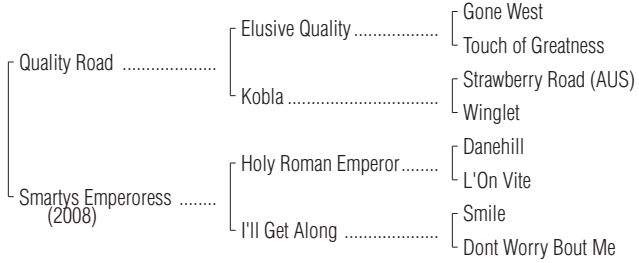 Gone West
Elusive Quality ...................
Touch of Greatness
Quality Road .....................
Strawberry Road (AUS)
Kobla ..................................
Winglet
Danehill
Holy Roman Emperor........
L'On Vite
Smartys Emperoress ........
(2008)
Smile
I'll Get Along .....................
Dont Worry Bout Me